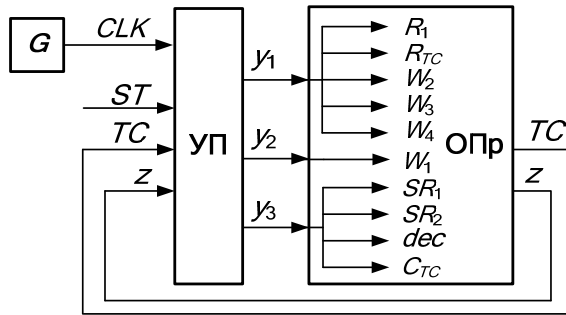 G
CLK
ST
TC
z
УП
y1
y2
y3
R1
RTC
W2
W3
W4
W1
SR1
SR2
dec
CTC
ОПр
TC
z